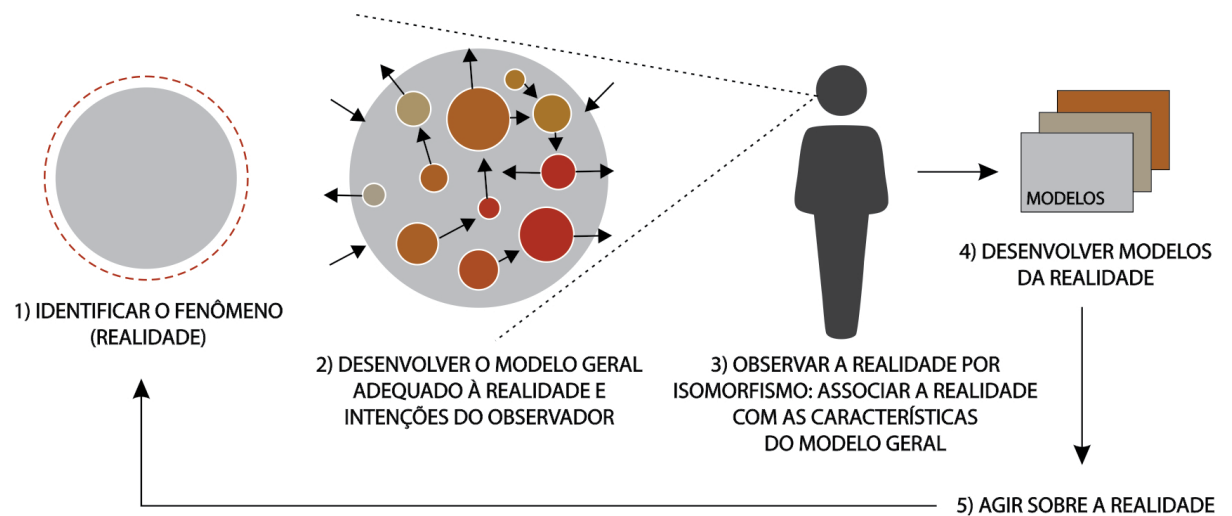 1) IDENTIFICAR O FENÔMENO
(REALIDADE)
2) DESENVOLVER O MODELO GERAL
ADEQUADO À REALIDADE E
INTENÇÕES DO OBSERVADOR
3) OBSERVAR A REALIDADE POR
ISOMORFISMO: ASSOCIAR A REALIDADE
COM AS CARACTERÍSTICAS
DO MODELO GERAL
MODELOS
4) DESENVOLVER MODELOS
DA REALIDADE
5) AGIR SOBRE A REALIDADE